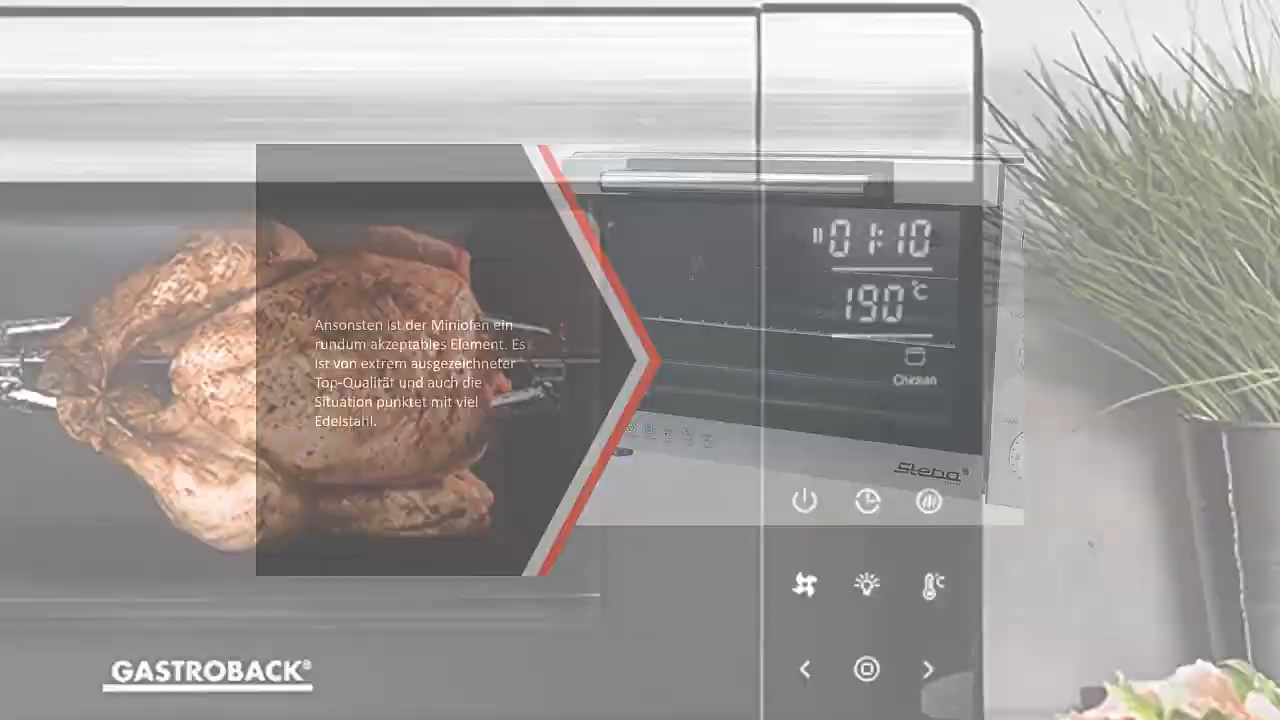 01:10
190°C
Chicken
Ansonsten ist der Miniofen ein
rundum akzeptables Element. Es
ist von extrem ausgezeichneter
Top-Qualität und auch die
Situation punktet mit viel
Edelstahl.
Steba®
GASTROBACK®